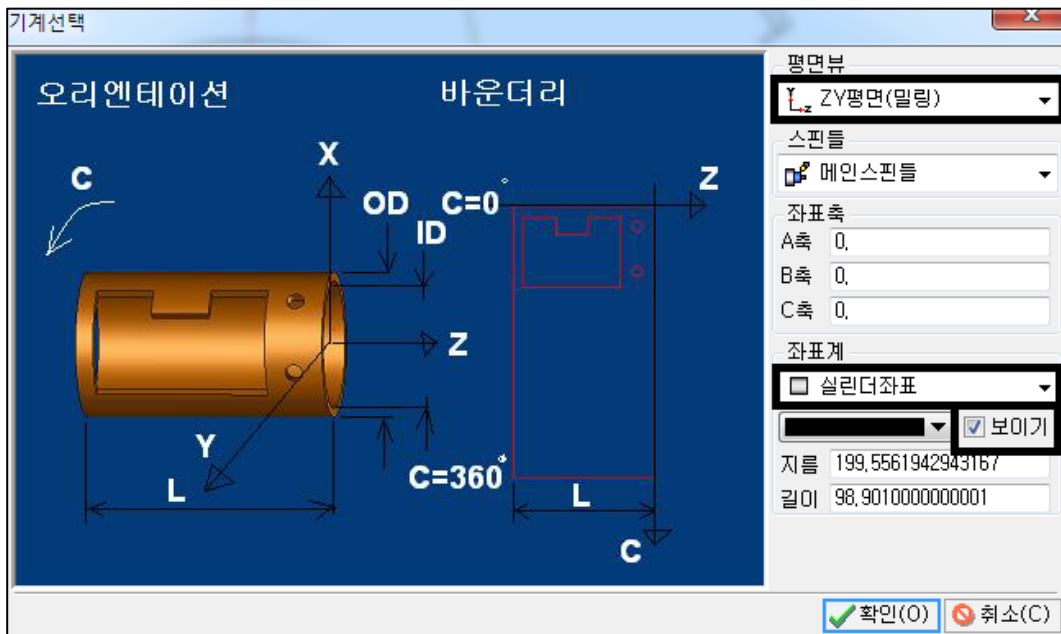 기계선택
오리엔테이션
바운더리
X
C
OD
ID
C=0°
Z
Z
Y
L
C=360°
L
C
평면뷰
ZY평면(밀링)
스핀들
메인스핀들
좌표축
A축 0,
B축 0,
C축 0,
좌표계
실린더좌표
보이기
지름 199,5561942943167
길이 98,9010000000001
확인(O)
취소(C)